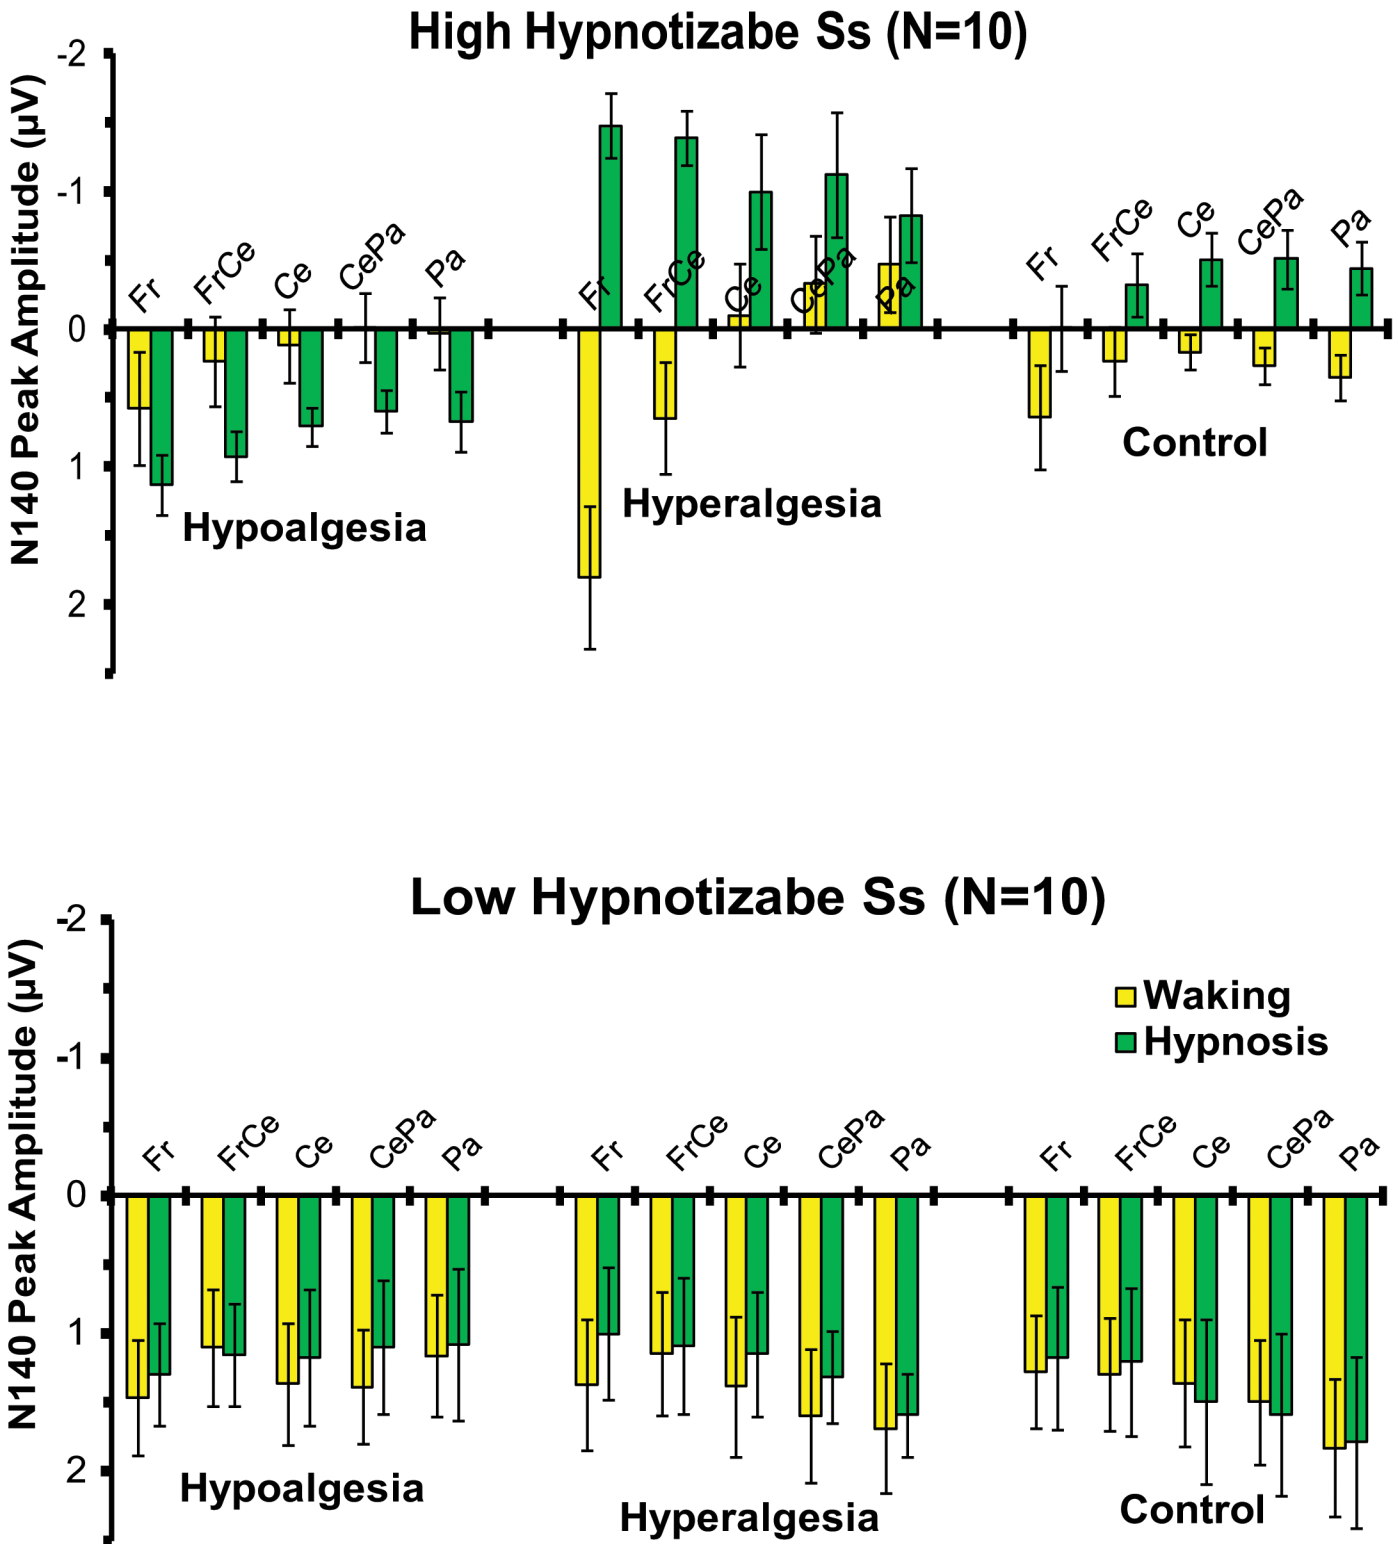 High Hypnotizabe Ss (N=10)
N140 Peak Amplitude (µV)
-2
-1
0
1
2
Fr FrCe Ce CePa Pa
Fr FrCe Ce CePa Pa
Fr FrCe Ce CePa Pa
Hypoalgesia
Hyperalgesia
Control
Low Hypnotizabe Ss (N=10)
N140 Peak Amplitude (µV)
-2
-1
0
1
2
Waking
Hypnosis
Fr FrCe Ce CePa Pa
Fr FrCe Ce CePa Pa
Fr FrCe Ce CePa Pa
Hypoalgesia
Hyperalgesia
Control